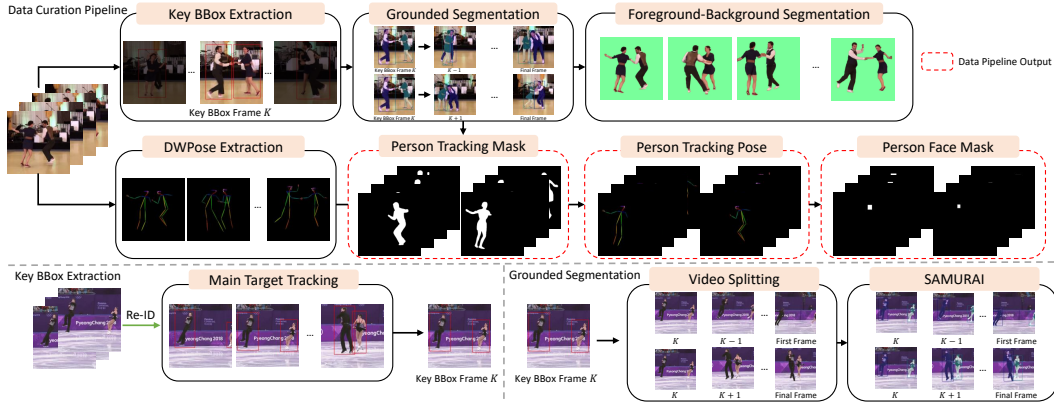 Data Curation Pipeline
Key BBox Extraction
Grounded Segmentation
Foreground-Background Segmentation
...
...
Key BBox Frame K
Key BBox Frame K
K − 1
...
Final Frame
Key BBox Frame K
K + 1
...
Final Frame
...
Data Pipeline Output
DWPose Extraction
Person Tracking Mask
Person Tracking Pose
Person Face Mask
...
Key BBox Extraction
Re-ID
Main Target Tracking
PyeongChang 2018
...
Key BBox Frame K
Grounded Segmentation
Key BBox Frame K
Video Splitting
K
K − 1
...
First Frame
K
K + 1
...
Final Frame
SAMURAI
K
K − 1
...
First Frame
K
K + 1
...
Final Frame